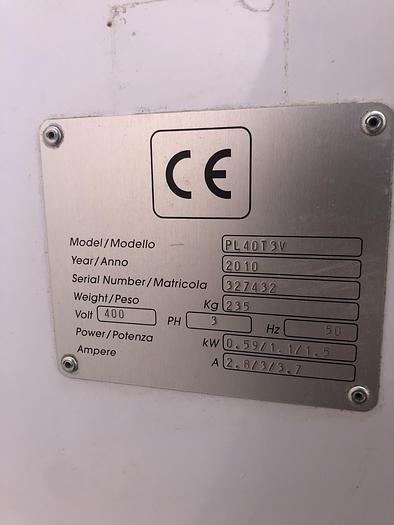 CE
Model/Modello PL40T3V
Year/Anno 2010
Serial Number/Matricola 327432
Weight/Peso Kg 235
Volt 400 PH 3 Hz 50
Power/Potenza kW 0.59/1.1/1.5
Ampere A 2.8/3/3.7